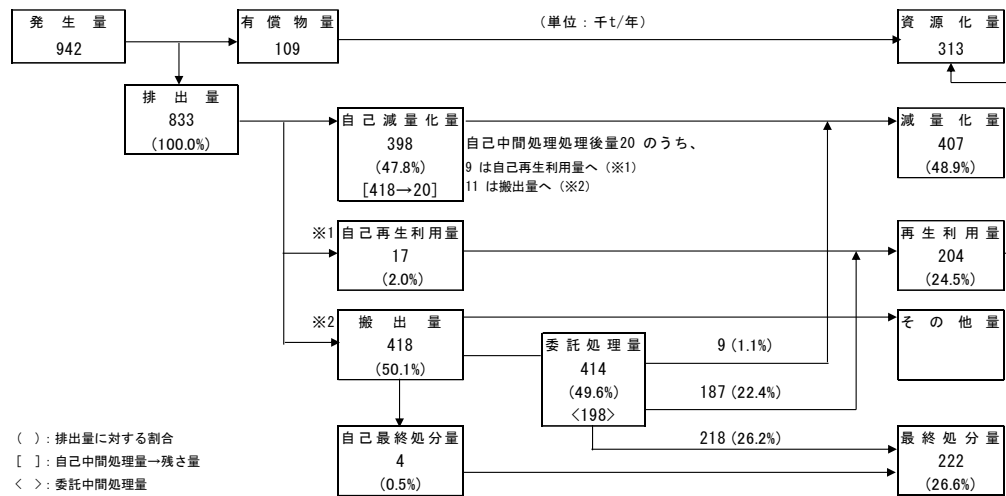 発生量
942
有償物量
109
(単位：千t/年)
資源化量
313
排出量
833
(100.0%)
自己減量化量
398
(47.8%)
[418→20]
自己中間処理処理後量20 のうち、
9 は自己再生利用量へ（※1）
11 は搬出量へ（※2）
減量化量
407
(48.9%)
※1
自己再生利用量
17
(2.0%)
再生利用量
204
(24.5%)
※2
搬出量
418
(50.1%)
その他量
委託処理量
414
(49.6%)
<198>
9 (1.1%)
187 (22.4%)
218 (26.2%)
自己最終処分量
4
(0.5%)
最終処分量
222
(26.6%)
( )：排出量に対する割合
[ ]：自己中間処理量→残さ量
< >：委託中間処理量